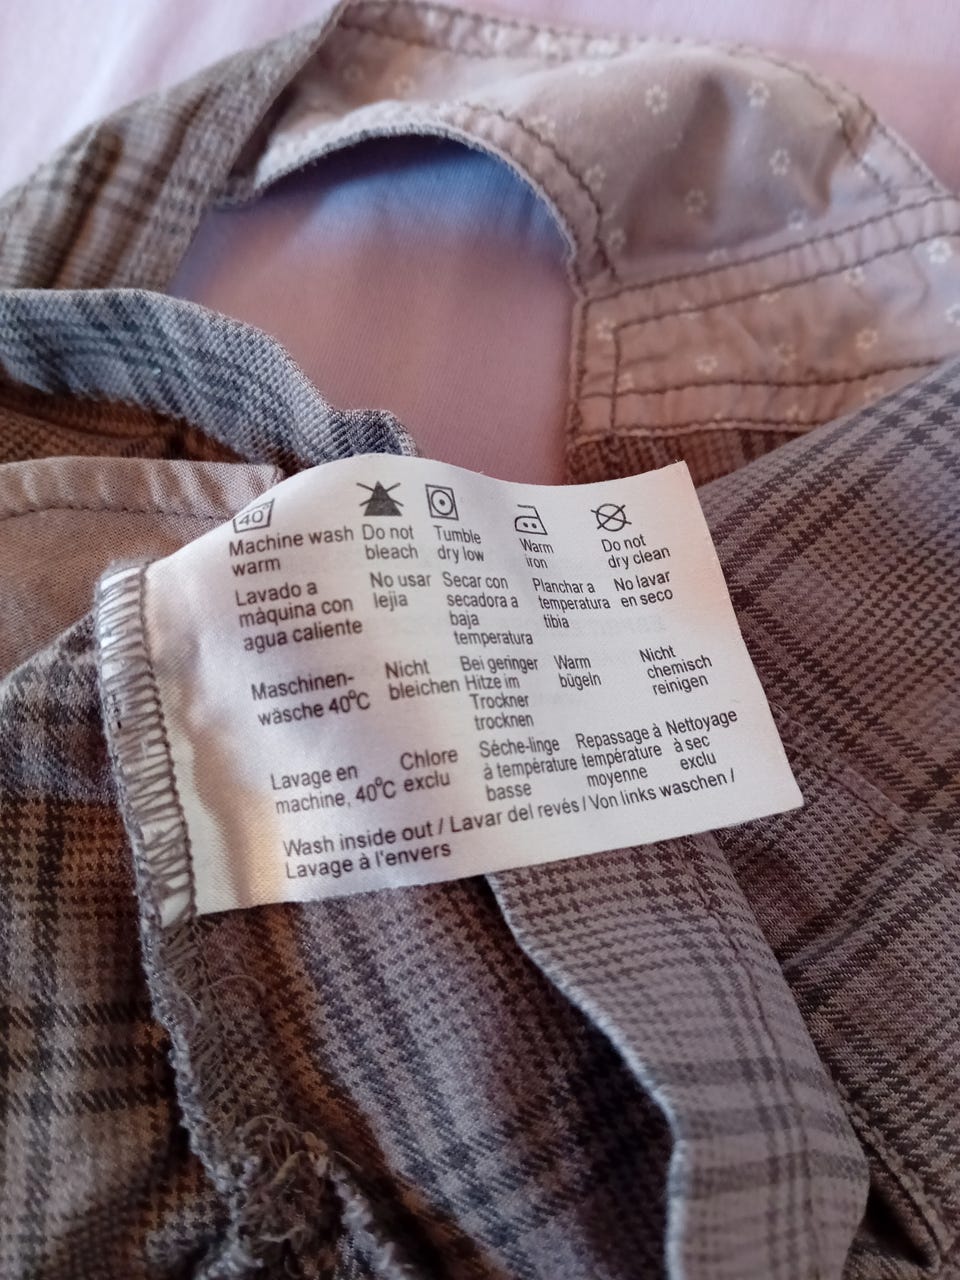 40°
Machine wash
warm
Do not
bleach
Tumble
dry low
Warm
iron
Do not
dry clean
Lavado a
màquina con
agua caliente
No usar
lejia
Secar con
secadora a
baja
temperatura
Planchar a
temperatura
tibia
No lavar
en seco
Maschinen-
wäsche 40°C
Nicht
bleichen
Bei geringer
Hitze im
Trockner
trocknen
Warm
bügeln
Nicht
chemisch
reinigen
Lavage en
machine, 40°C
Chlore
exclu
Séche-linge
à température
basse
Repassage à
température
moyenne
Nettoyage
à sec
exclu
Wash inside out / Lavar del revés / Von links waschen /
Lavage à l'envers